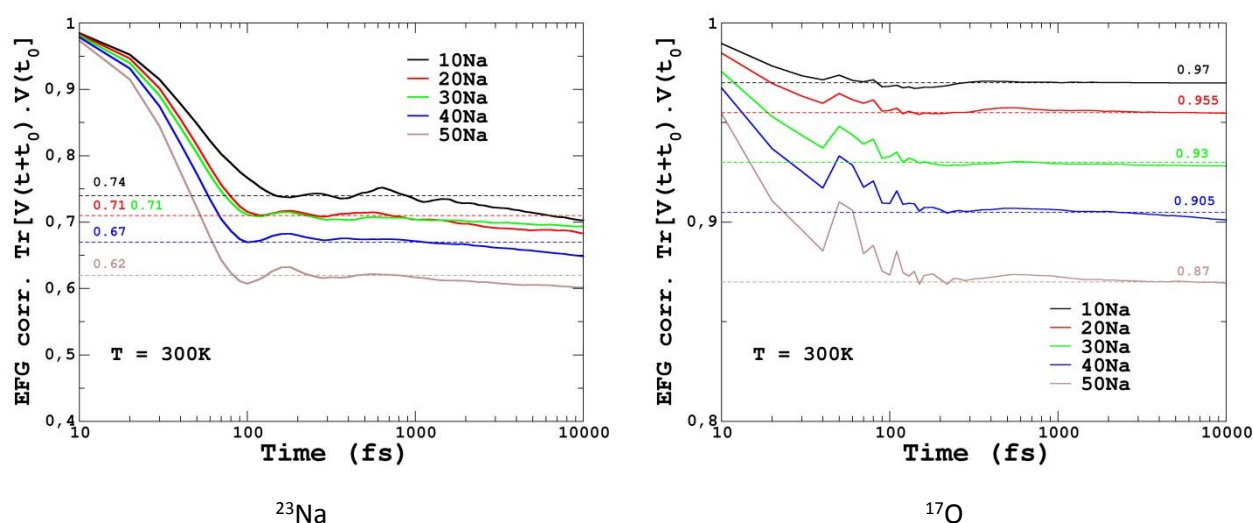 EFG corr. Tr[V(t+t₀).V(t₀)]
1
0,9
0,8
0,7
0,6
0,5
0,4
10Na
20Na
30Na
40Na
50Na
0.74
0.71 0.71
0.67
0.62
T = 300K
10 100 1000 10000
Time (fs)
²³Na
EFG corr. Tr[V(t+t₀).V(t₀)]
1
0,9
0,8
0.97
0.955
0.93
0.905
0.87
T = 300K
10Na
20Na
30Na
40Na
50Na
10 100 1000 10000
Time (fs)
¹⁷O